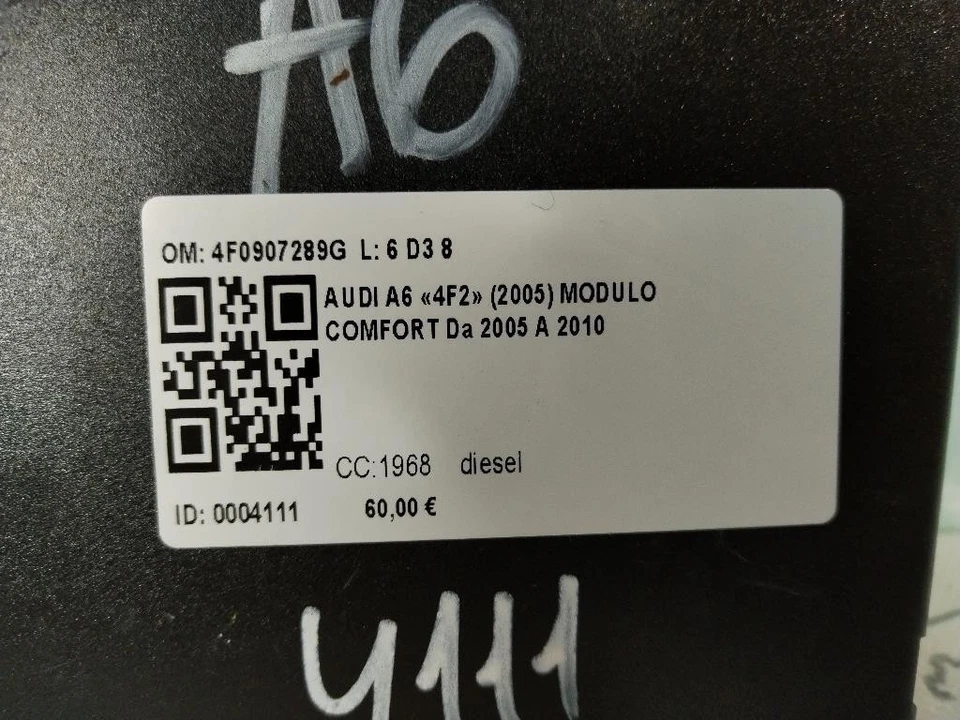 A6
OM: 4F0907289G L: 6 D3 8
AUDI A6 «4F2» (2005) MODULO
COMFORT Da 2005 A 2010
CC:1968 diesel
ID: 0004111 60,00 €
4111